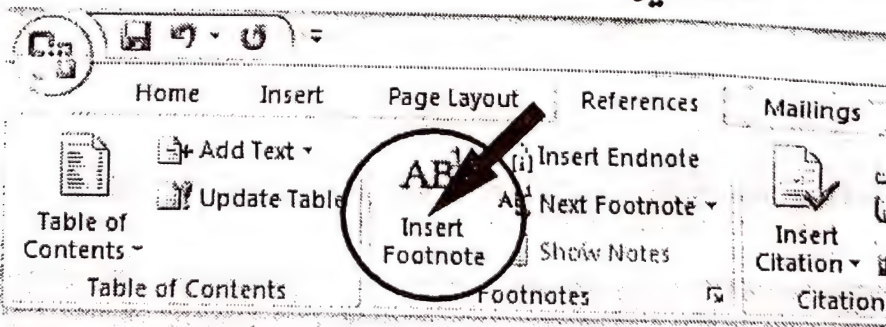 Home Insert Page Layout References Mailings
Add Text
Update Table
Table of
Contents
Table of Contents
AB1
Insert
Footnote
Insert Endnote
Next Footnote
Show Notes
Footnotes
Insert
Citation
Citation